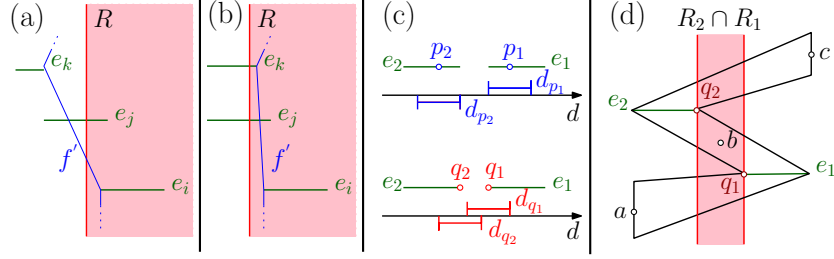 (a) R
e_k
e_j
f'
e_i
(b) R
e_k
e_j
f'
e_i
(c)
e_2 p_2 p_1 e_1
d_{p_2} d_{p_1} d
e_2 q_2 q_1 e_1
d_{q_1}
d_{q_2} d
(d) R_2 ∩ R_1
c
e_2 q_2
b
q_1 e_1
a